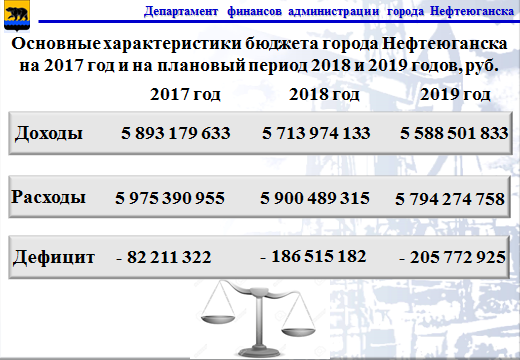 Департамент финансов администрации города Нефтеюганска
Основные характеристики бюджета города Нефтеюганска
на 2017 год и на плановый период 2018 и 2019 годов, руб.
2017 год 2018 год 2019 год
Доходы 5 893 179 633 5 713 974 133 5 588 501 833
Расходы 5 975 390 955 5 900 489 315 5 794 274 758
Дефицит - 82 211 322 - 186 515 182 - 205 772 925